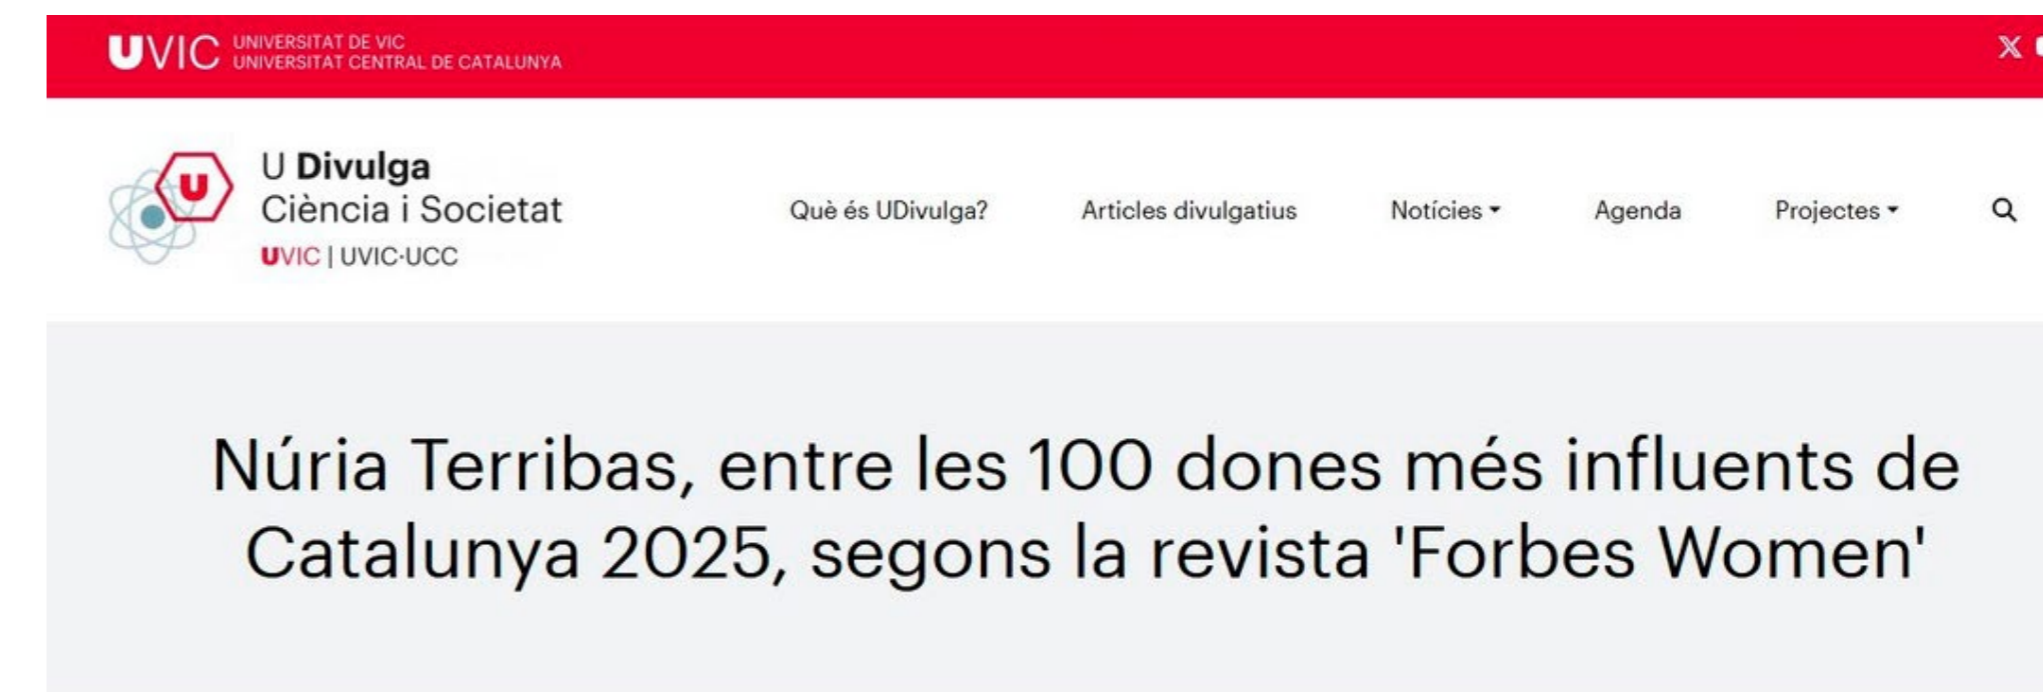 UVIC UNIVERSITAT DE VIC
UNIVERSITAT CENTRAL DE CATALUNYA
U Divulga
Ciència i Societat
UVIC | UVIC·UCC
Què és UDivulga?
Articles divulgatius
Notícies
Agenda
Projectes
Núria Terribas, entre les 100 dones més influents de
Catalunya 2025, segons la revista 'Forbes Women'